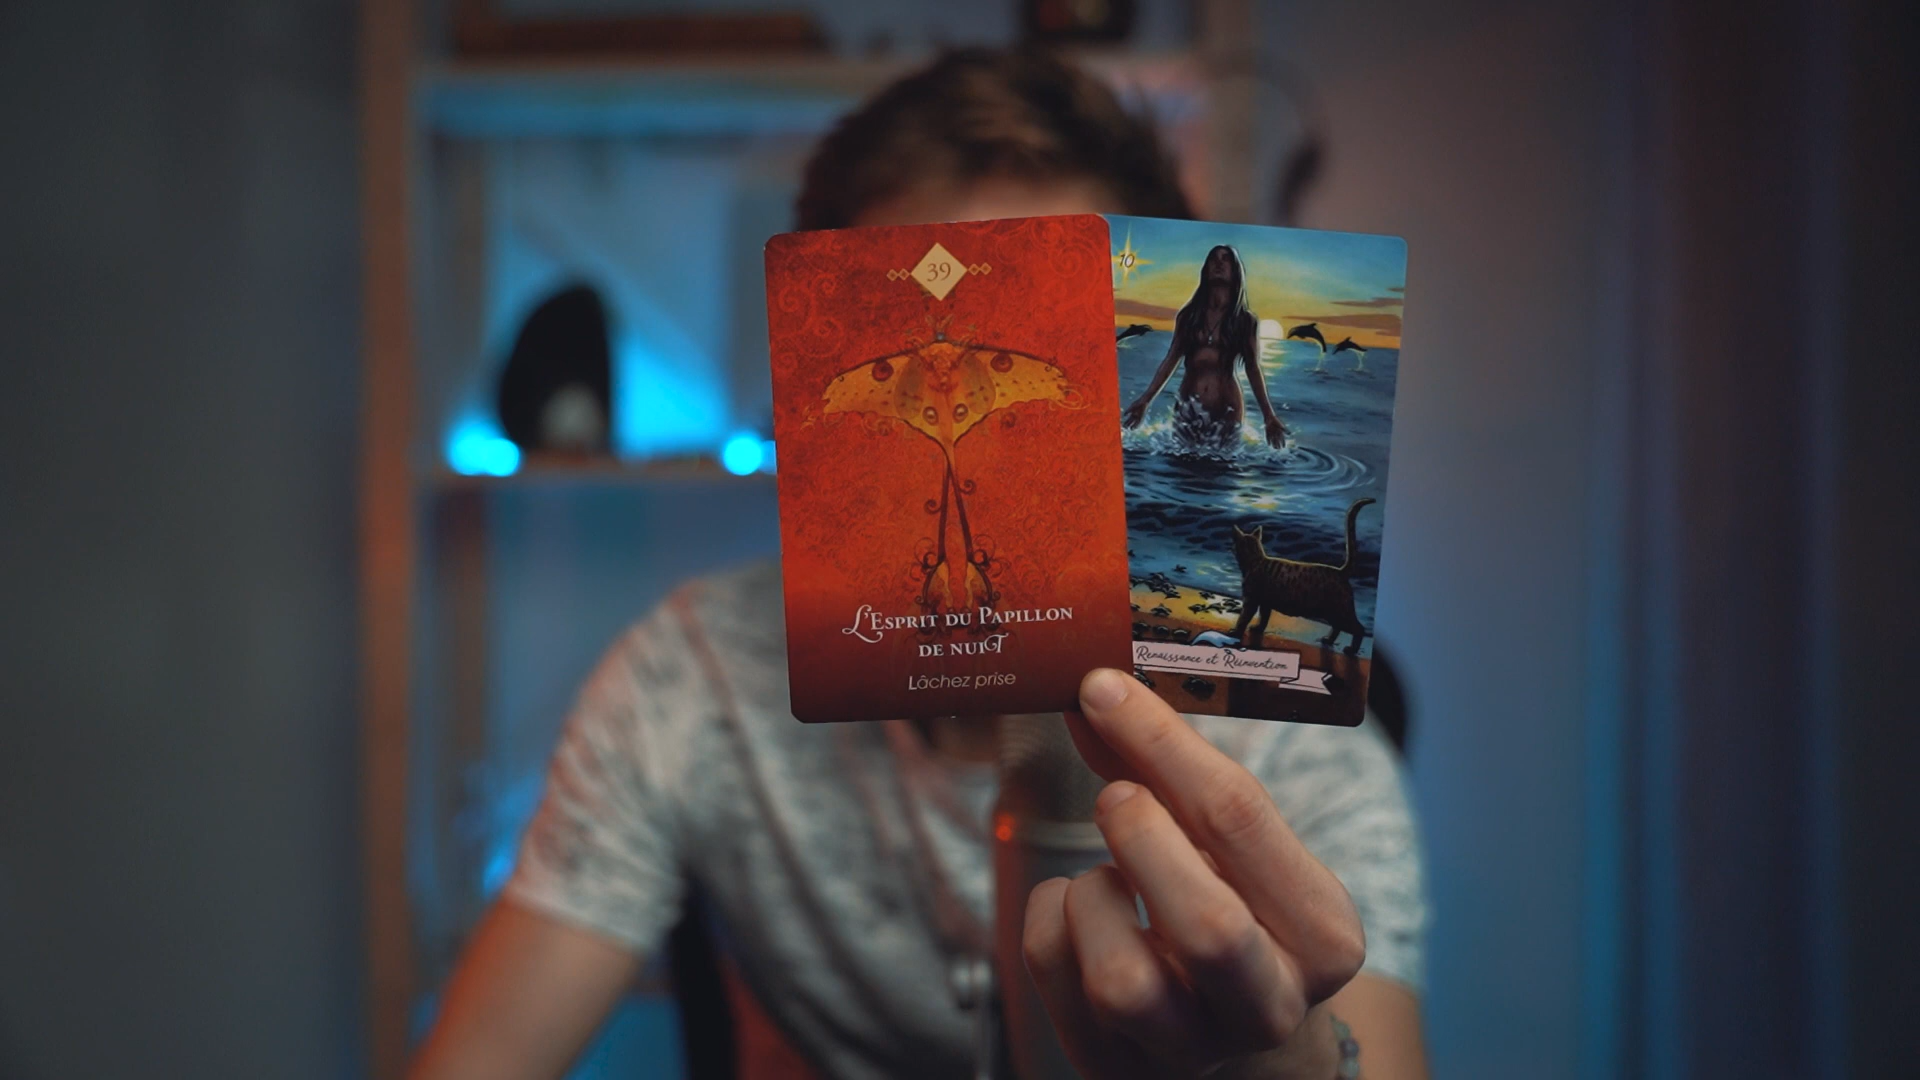 39
L'Esprit du Papillon
de nuit
Lâchez prise
10
Renaissance et Réinvention